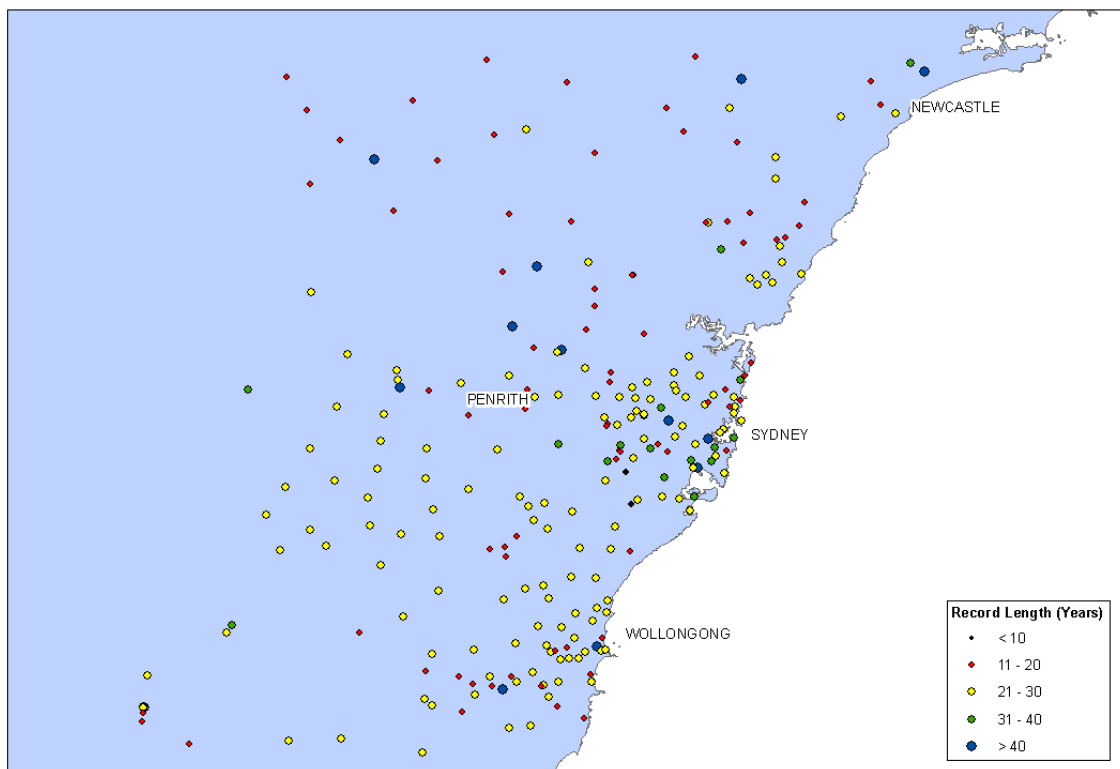 NEWCASTLE
PENRITH
SYDNEY
WOLLONGONG
Record Length (Years)
< 10
11 - 20
21 - 30
31 - 40
> 40